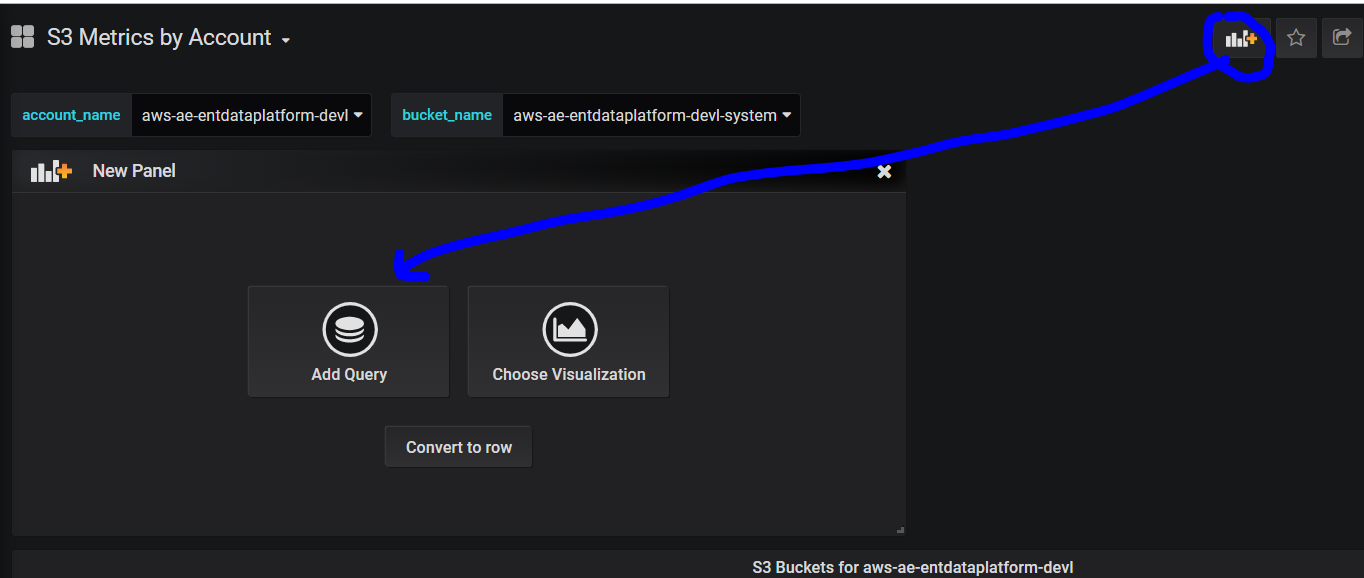 S3 Metrics by Account
account_name aws-ae-entdataplatform-devl bucket_name aws-ae-entdataplatform-devl-system
New Panel
Add Query Choose Visualization
Convert to row
S3 Buckets for aws-ae-entdataplatform-devl